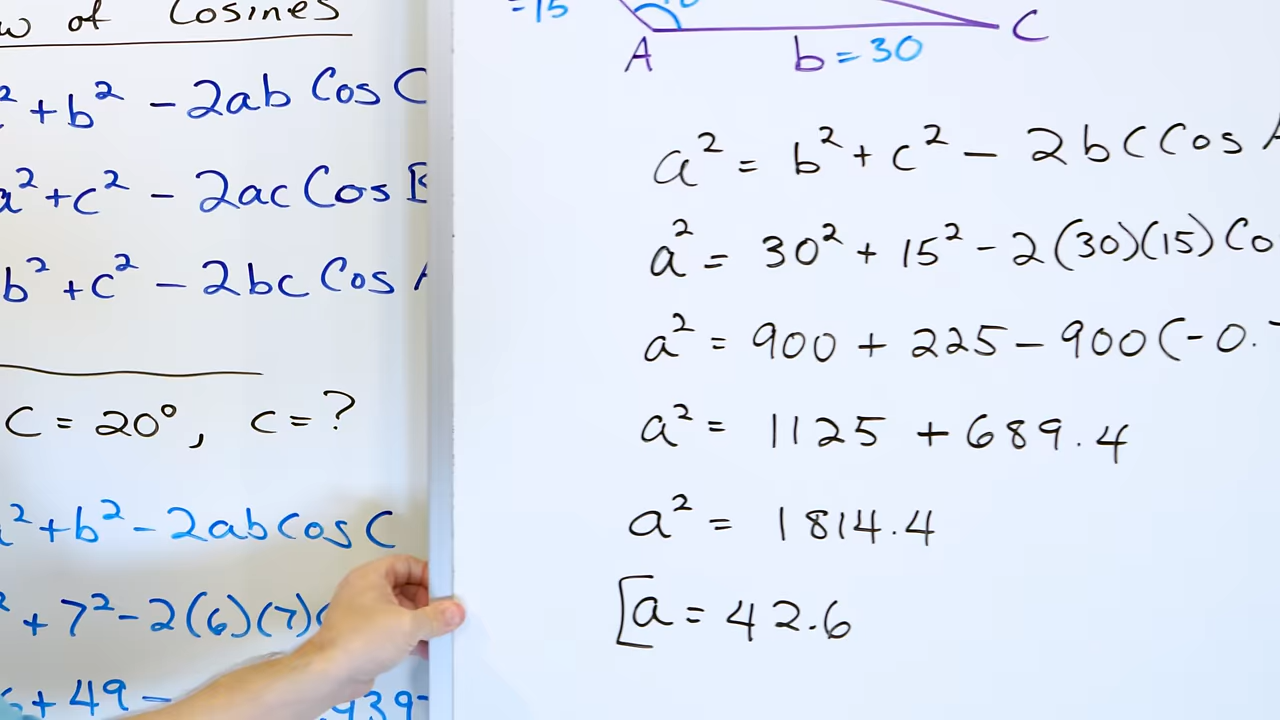 w of Cosines
² + b² - 2ab Cos C
a² + c² - 2ac Cos B
b² + c² - 2bc Cos A
C = 20°, c = ?
² + b² - 2ab cos C
² + 7² - 2(6)(7)(
6 + 49 - .939
= 15
A
b = 30
C
a² = b² + c² - 2bc Cos A
a² = 30² + 15² - 2(30)(15) Co
a² = 900 + 225 - 900(-0.
a² = 1125 + 689.4
a² = 1814.4
[a = 42.6